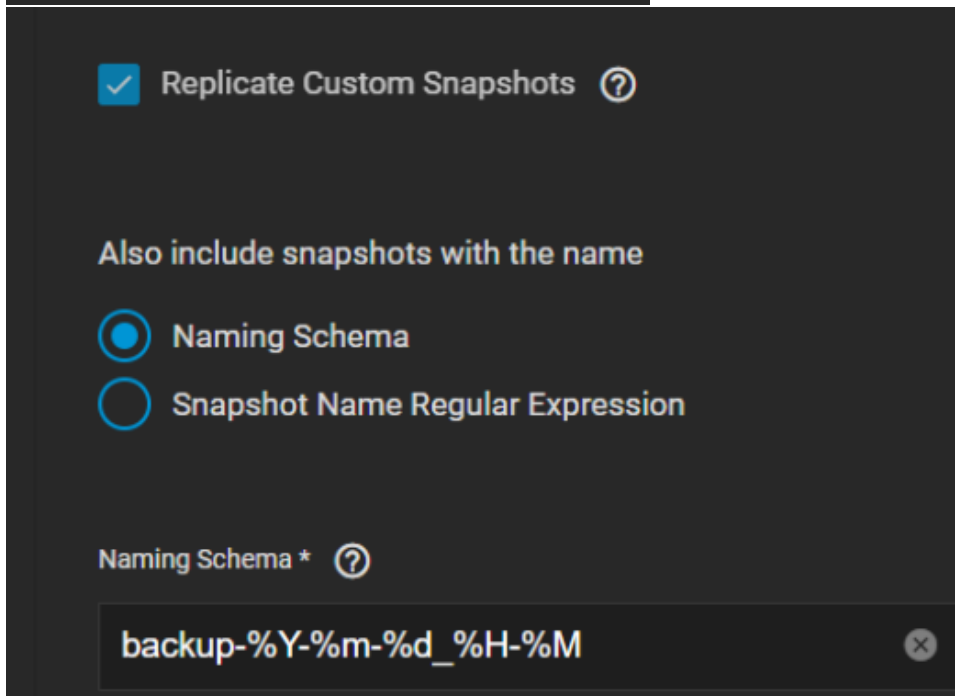 Replicate Custom Snapshots
Also include snapshots with the name
Naming Schema
Snapshot Name Regular Expression
Naming Schema *
backup-%Y-%m-%d_%H-%M